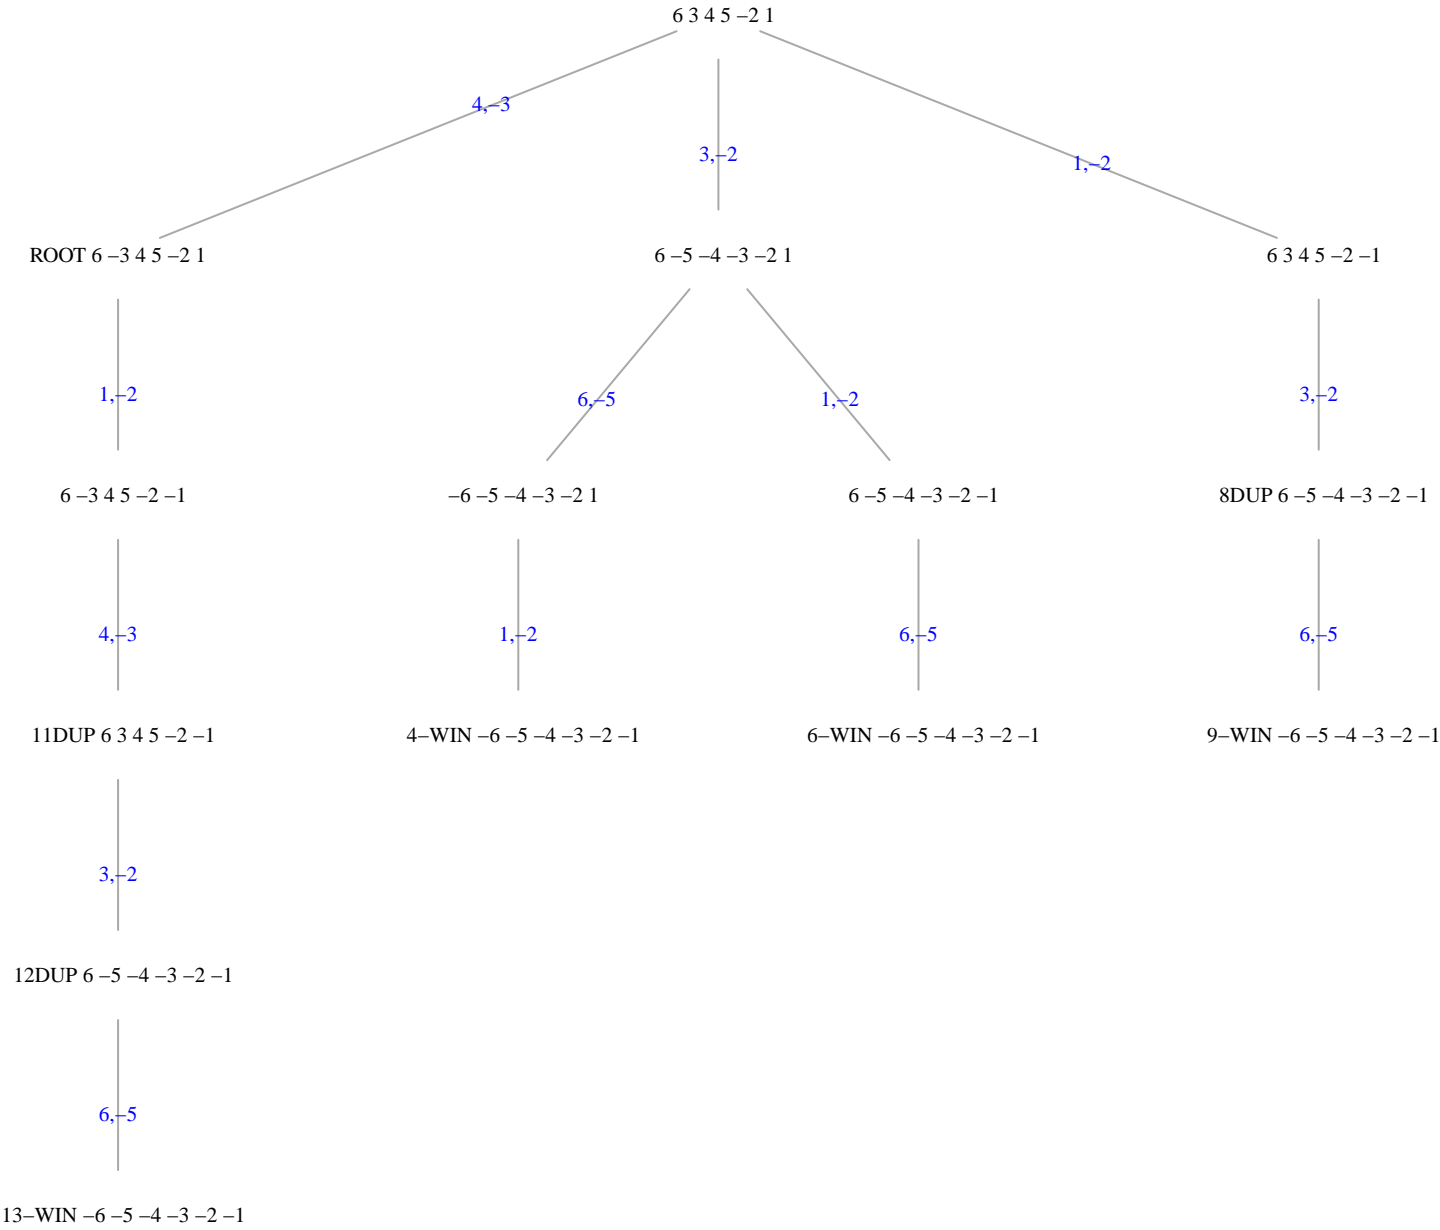 6 3 4 5 –2 1
4,–3
3,–2
1,–2
ROOT 6 –3 4 5 –2 1
6 –5 –4 –3 –2 1
6 3 4 5 –2 –1
1,–2
6,–5
1,–2
3,–2
6 –3 4 5 –2 –1
–6 –5 –4 –3 –2 1
6 –5 –4 –3 –2 –1
8DUP 6 –5 –4 –3 –2 –1
4,–3
1,–2
6,–5
6,–5
11DUP 6 3 4 5 –2 –1
4–WIN –6 –5 –4 –3 –2 –1
6–WIN –6 –5 –4 –3 –2 –1
9–WIN –6 –5 –4 –3 –2 –1
3,–2
12DUP 6 –5 –4 –3 –2 –1
6,–5
13–WIN –6 –5 –4 –3 –2 –1